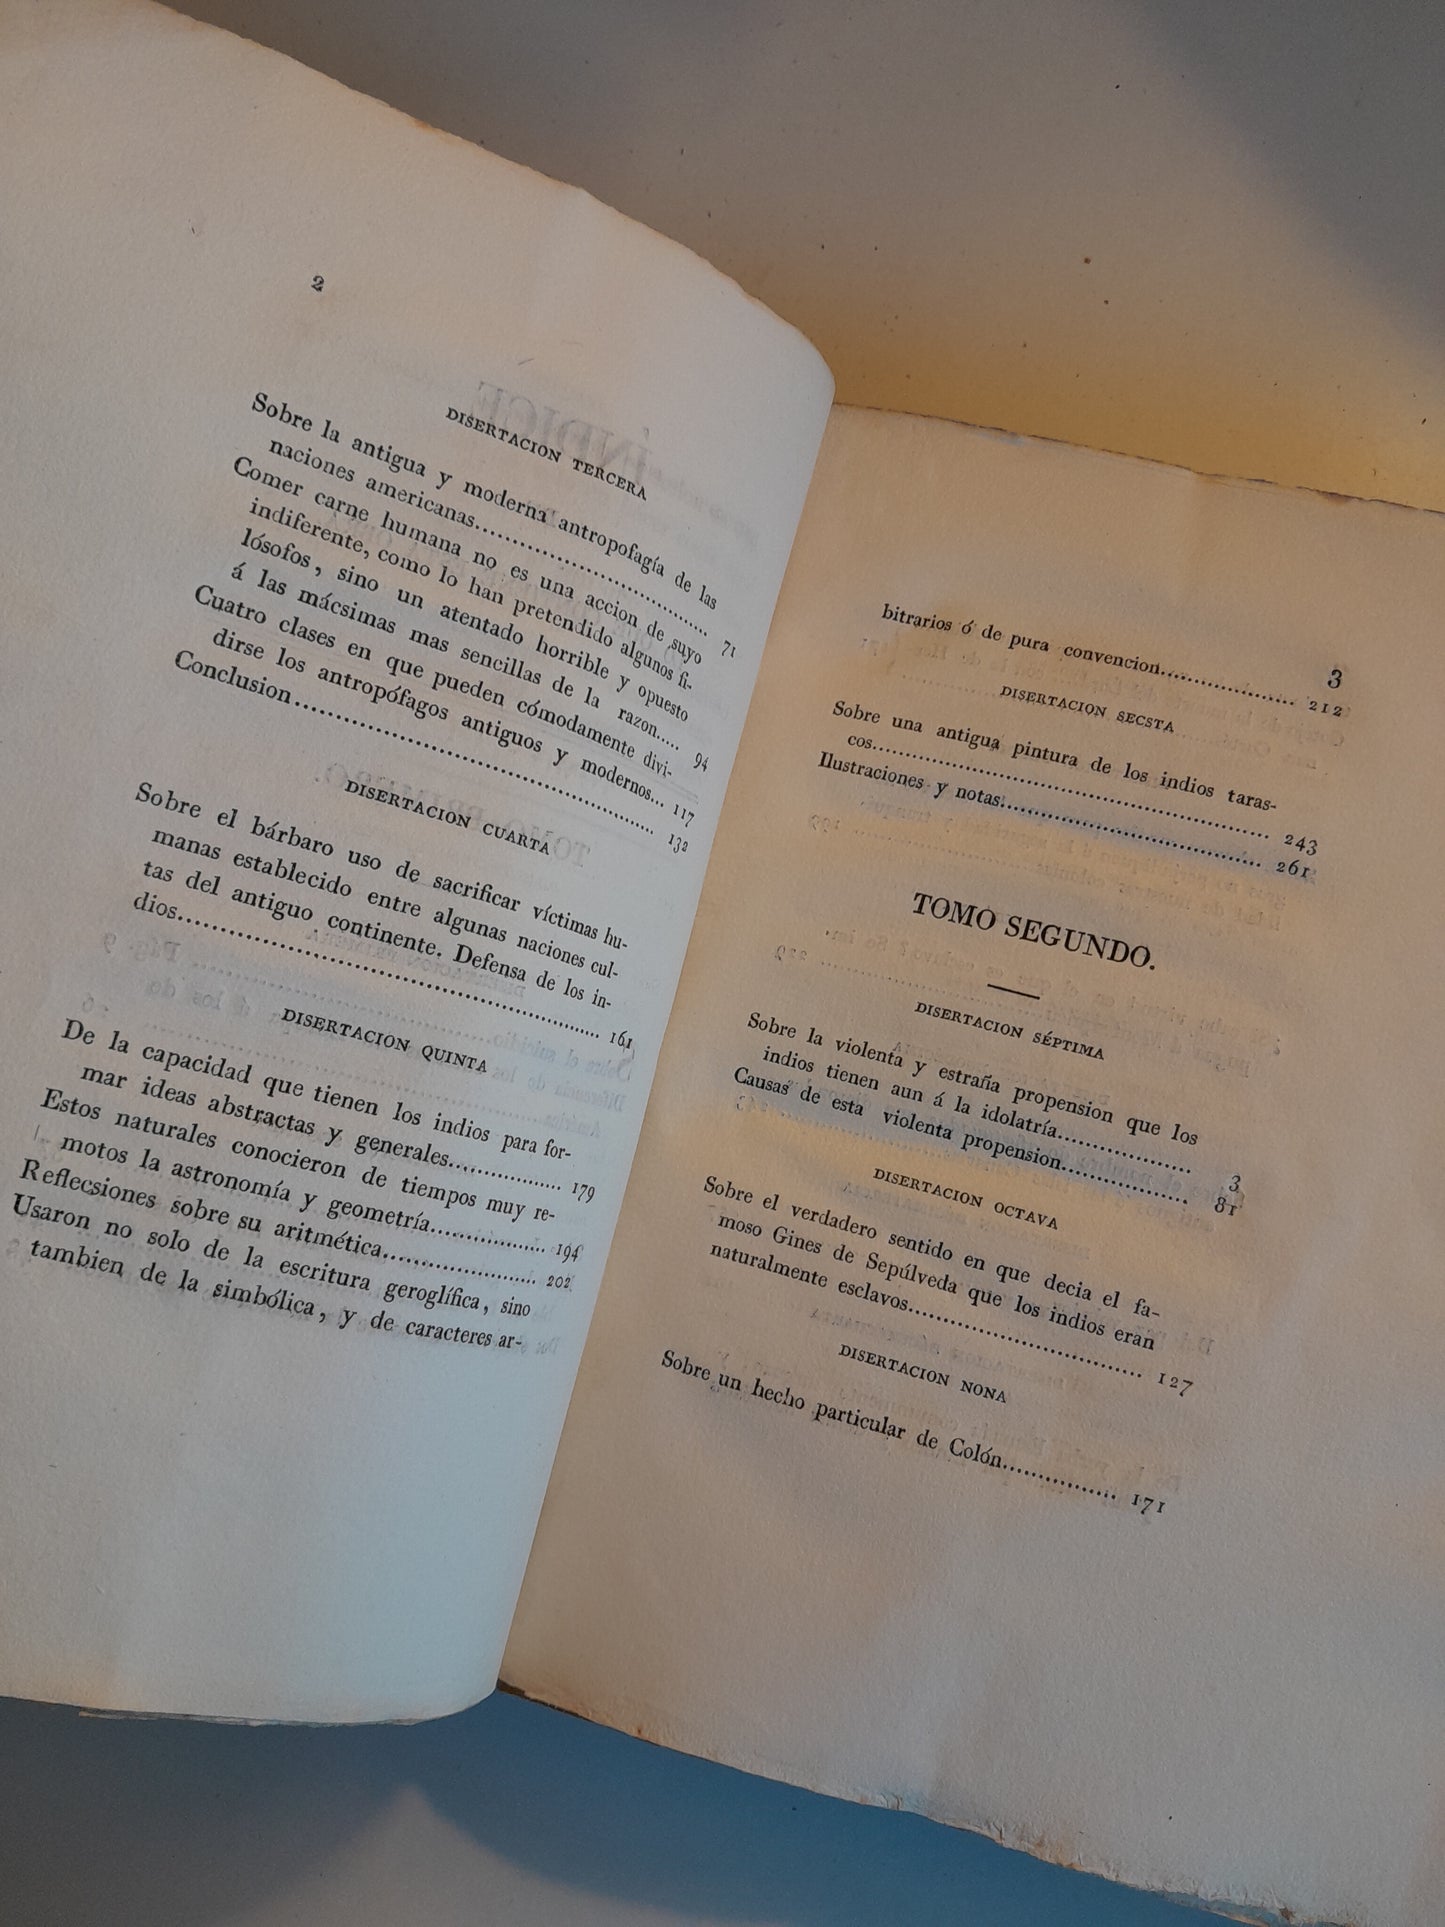 2
DISERTACION TERCERA
Sobre la antigua y moderna antropofagía de las
naciones americanas.................................... 71
Comer carne humana no es una accion de suyo
indiferente, como lo han pretendido algunos fi-
lósofos, sino un atentado horrible y opuesto
á las mácsimas mas sencillas de la razon..... 94
Cuatro clases en que pueden cómodamente divi-
dirse los antropófagos antiguos y modernos... 117
Conclusion.................................................. 132
DISERTACION CUARTA
Sobre el bárbaro uso de sacrificar víctimas hu-
manas establecido entre algunas naciones cul-
tas del antiguo continente. Defensa de los in-
dios.......................................................... 161
DISERTACION QUINTA
De la capacidad que tienen los indios para for-
mar ideas abstractas y generales................. 179
Estos naturales conocieron de tiempos muy re-
motos la astronomía y geometría.................. 194
Reflecsiones sobre su aritmética....................... 202
Usaron no solo de la escritura geroglífica, sino
tambien de la simbólica, y de caracteres ar-
3
bitrarios ó de pura convencion..................... 212
DISERTACION SECSTA
Sobre una antigua pintura de los indios taras-
cos............................................................ 243
Ilustraciones y notas...................................... 261
TOMO SEGUNDO.
DISERTACION SÉPTIMA
Sobre la violenta y estraña propension que los
indios tienen aun á la idolatría.................... 3
Causas de esta violenta propension................... 81
DISERTACION OCTAVA
Sobre el verdadero sentido en que decia el fa-
moso Gines de Sepúlveda que los indios eran
naturalmente esclavos................................... 127
DISERTACION NONA
Sobre un hecho particular de Colón................ 171